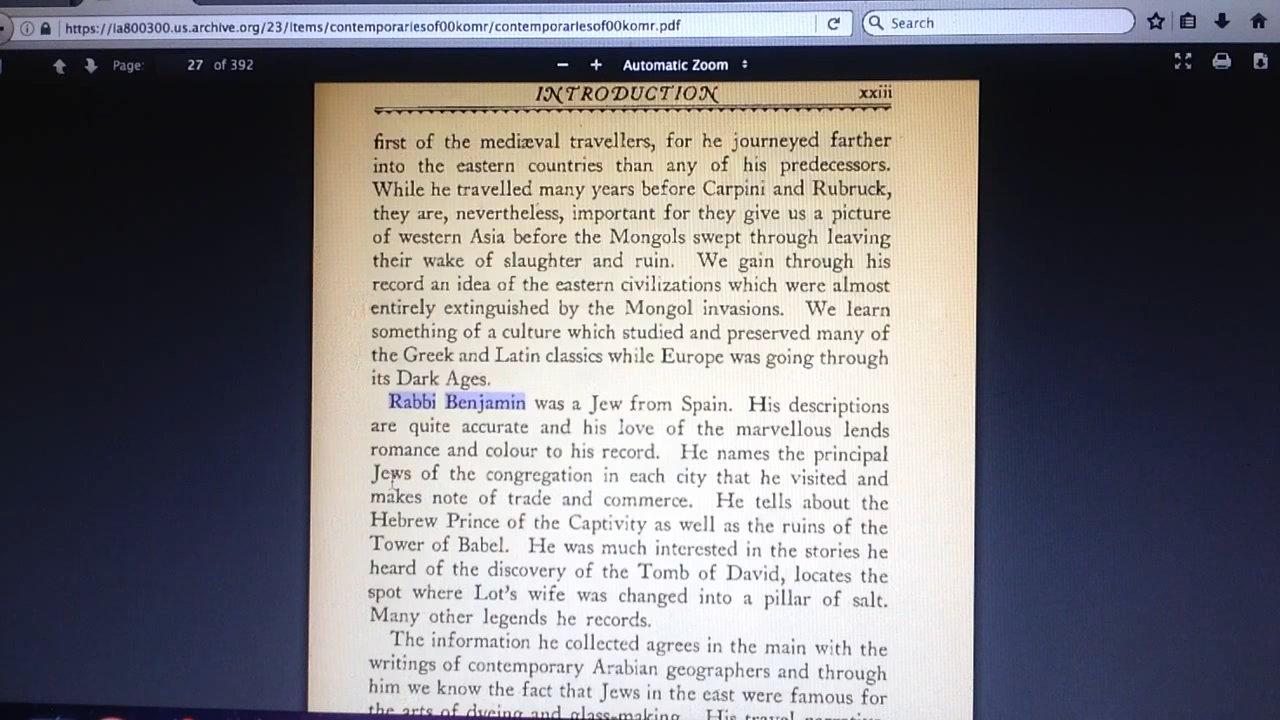 https://ia800300.us.archive.org/23/items/contemporariesof00komr/contemporariesof00komr.pdf
Search
Page: 27 of 392
Automatic Zoom
INTRODUCTION xxiii
first of the mediæval travellers, for he journeyed farther
into the eastern countries than any of his predecessors.
While he travelled many years before Carpini and Rubruck,
they are, nevertheless, important for they give us a picture
of western Asia before the Mongols swept through leaving
their wake of slaughter and ruin. We gain through his
record an idea of the eastern civilizations which were almost
entirely extinguished by the Mongol invasions. We learn
something of a culture which studied and preserved many of
the Greek and Latin classics while Europe was going through
its Dark Ages.
Rabbi Benjamin was a Jew from Spain. His descriptions
are quite accurate and his love of the marvellous lends
romance and colour to his record. He names the principal
Jews of the congregation in each city that he visited and
makes note of trade and commerce. He tells about the
Hebrew Prince of the Captivity as well as the ruins of the
Tower of Babel. He was much interested in the stories he
heard of the discovery of the Tomb of David, locates the
spot where Lot's wife was changed into a pillar of salt.
Many other legends he records.
The information he collected agrees in the main with the
writings of contemporary Arabian geographers and through
him we know the fact that Jews in the east were famous for
the arts of dyeing and glass-making. His travel